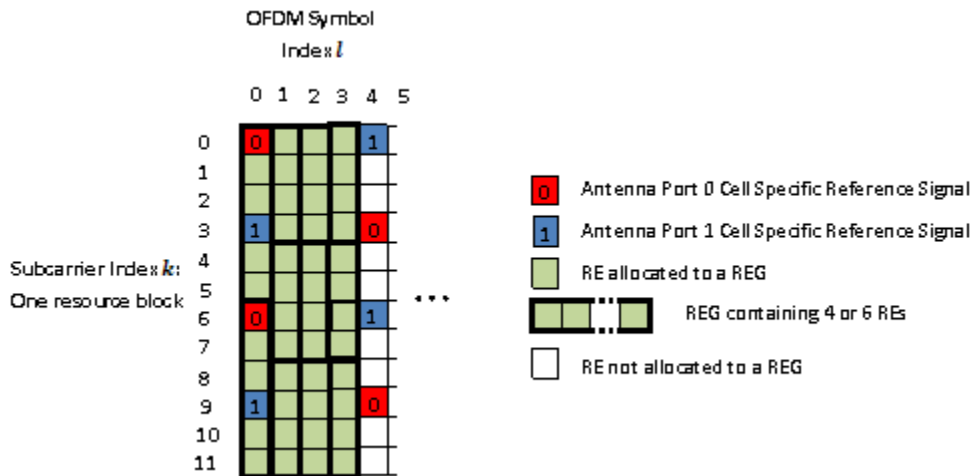 OFDM Symbol
Index l
0 1 2 3 4 5
0 0 1
1
2
3 1 0
4
Subcarrier Index k:
5
One resource block
...
6 0 1
7
8
9 1 0
10
11
0 Antenna Port 0 Cell Specific Reference Signal
1 Antenna Port 1 Cell Specific Reference Signal
RE allocated to a REG
REG containing 4 or 6 REs
RE not allocated to a REG